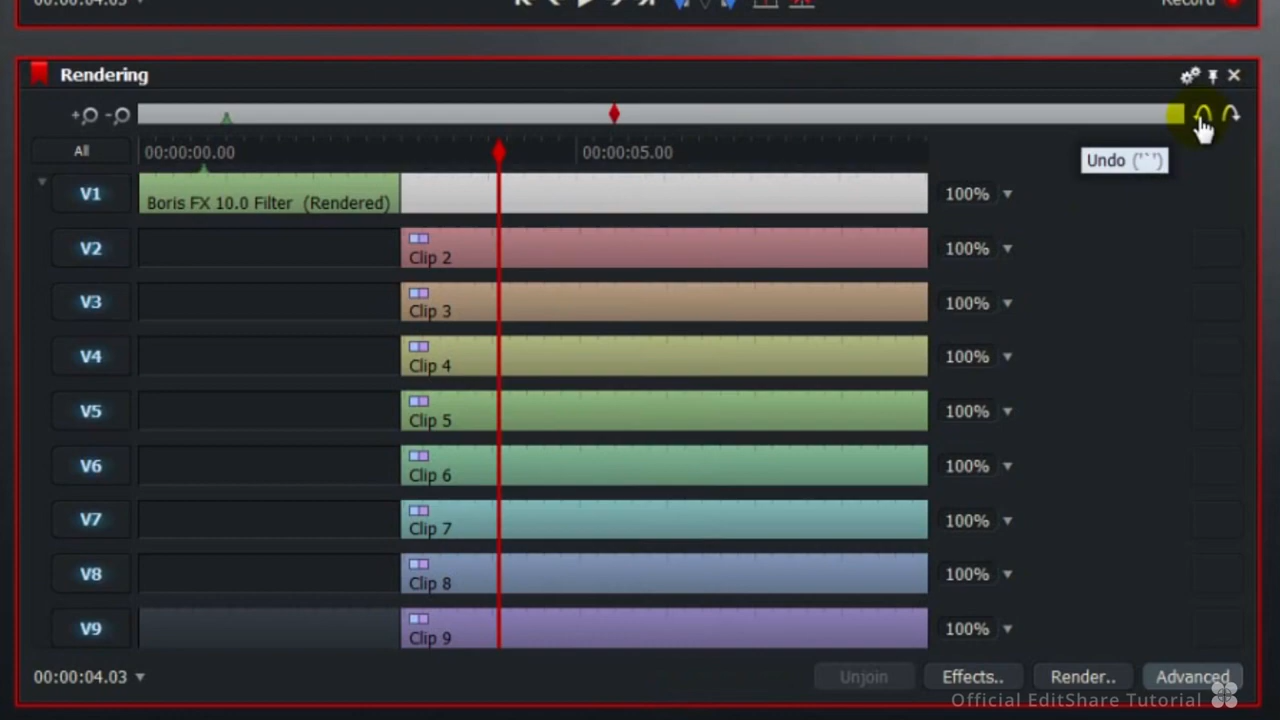 00:00:04.03
Record
Rendering
Undo (''`')
All
00:00:00.00
00:00:05.00
V1
Boris FX 10.0 Filter (Rendered)
100%
V2
Clip 2
100%
V3
Clip 3
100%
V4
Clip 4
100%
V5
Clip 5
100%
V6
Clip 6
100%
V7
Clip 7
100%
V8
Clip 8
100%
V9
Clip 9
100%
00:00:04.03
Unjoin
Effects..
Render..
Advanced
Official EditShare Tutorial